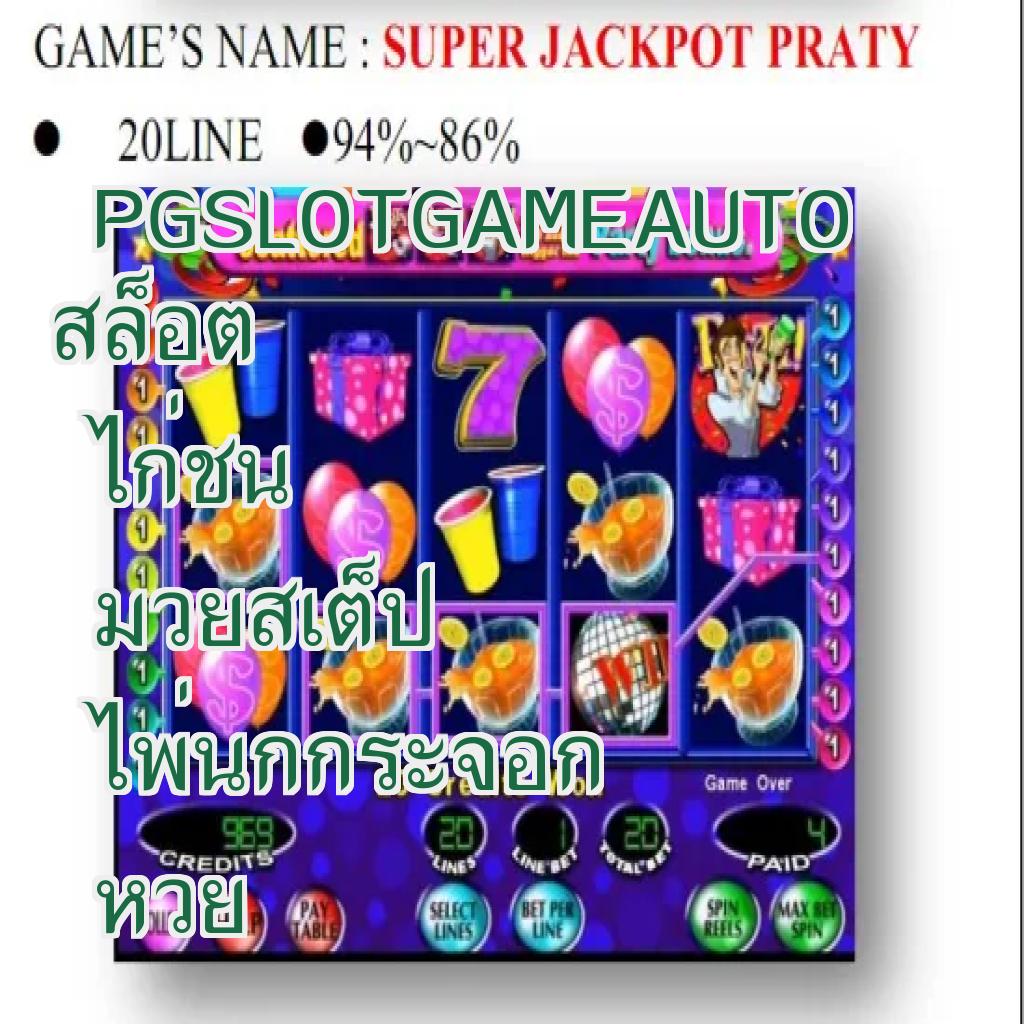 GAME'S NAME : SUPER JACKPOT PRATY
● 20LINE ●94%~86%
PGSLOTGAMEAUTO
สล็อต
ไก่ชน
มวยสเต็ป
ไพ่นกกระจอก
หวย
Game Over
969 20 1 20 4
CREDITS LINES LINE BET TOTAL BET PAID
PAY TABLE
SELECT LINES
BET PER LINE
SPIN REELS
MAX BET SPIN